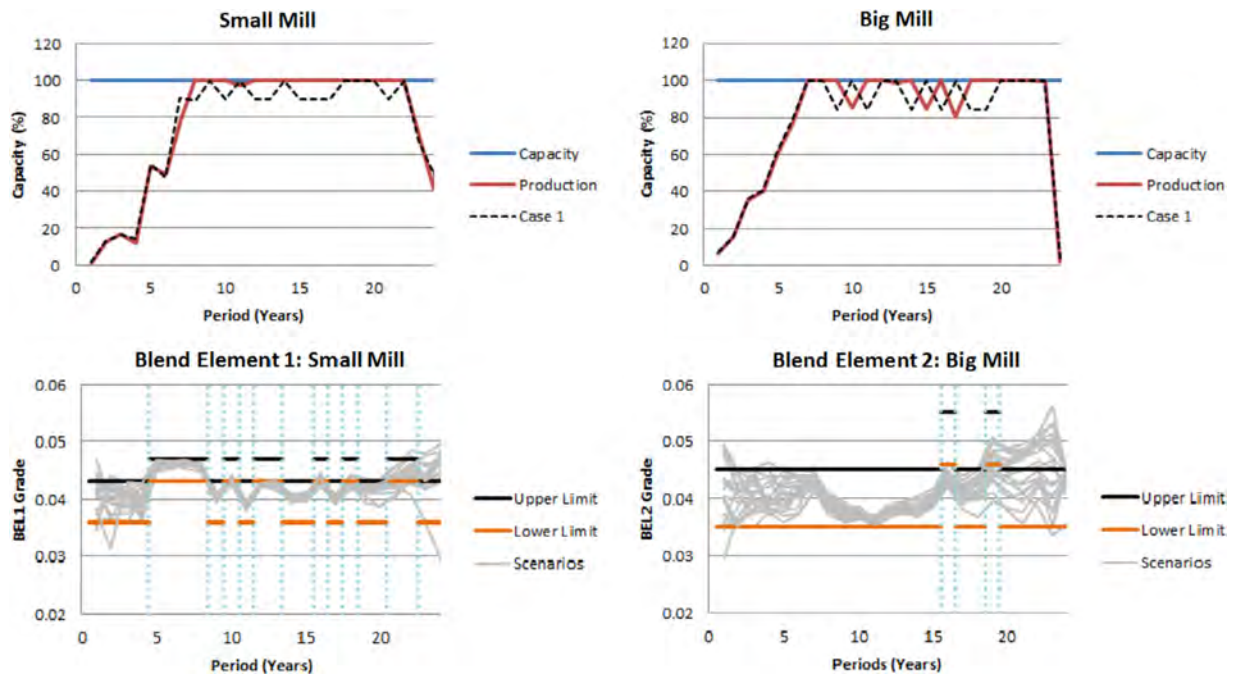 Small Mill
120
100
80
60
40
20
0
Capacity (%)
0 5 10 15 20
Period (Years)
Capacity
Production
Case 1
Big Mill
120
100
80
60
40
20
0
Capacity (%)
0 5 10 15 20
Period (Years)
Capacity
Production
Case 1
Blend Element 1: Small Mill
0.06
0.05
0.04
0.03
0.02
BEL1 Grade
0 5 10 15 20
Period (Years)
Upper Limit
Lower Limit
Scenarios
Blend Element 2: Big Mill
0.06
0.05
0.04
0.03
0.02
BEL2 Grade
0 5 10 15 20
Periods (Years)
Upper Limit
Lower Limit
Scenarios